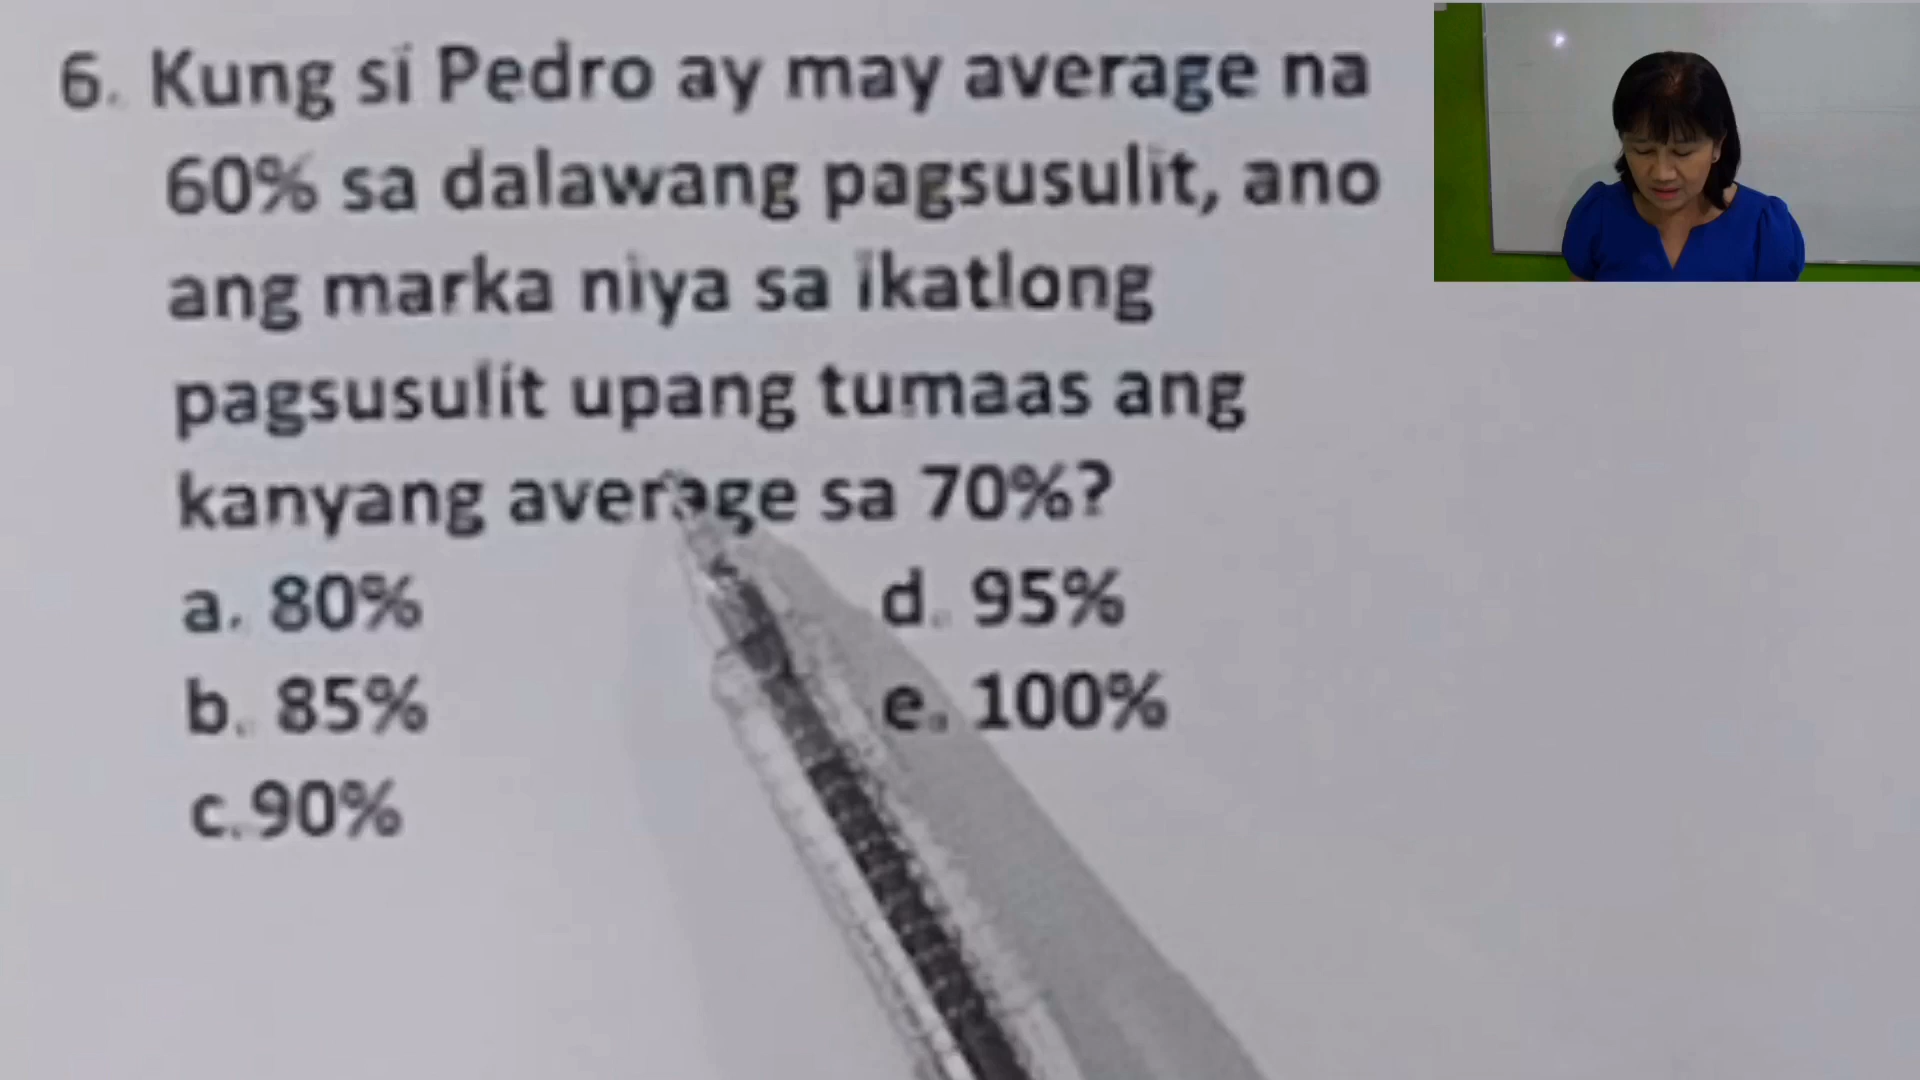 6. Kung si Pedro ay may average na
60% sa dalawang pagsusulit, ano
ang marka niya sa ikatlong
pagsusulit upang tumaas ang
kanyang average sa 70%?
a. 80%
b. 85%
c.90%
d. 95%
e. 100%